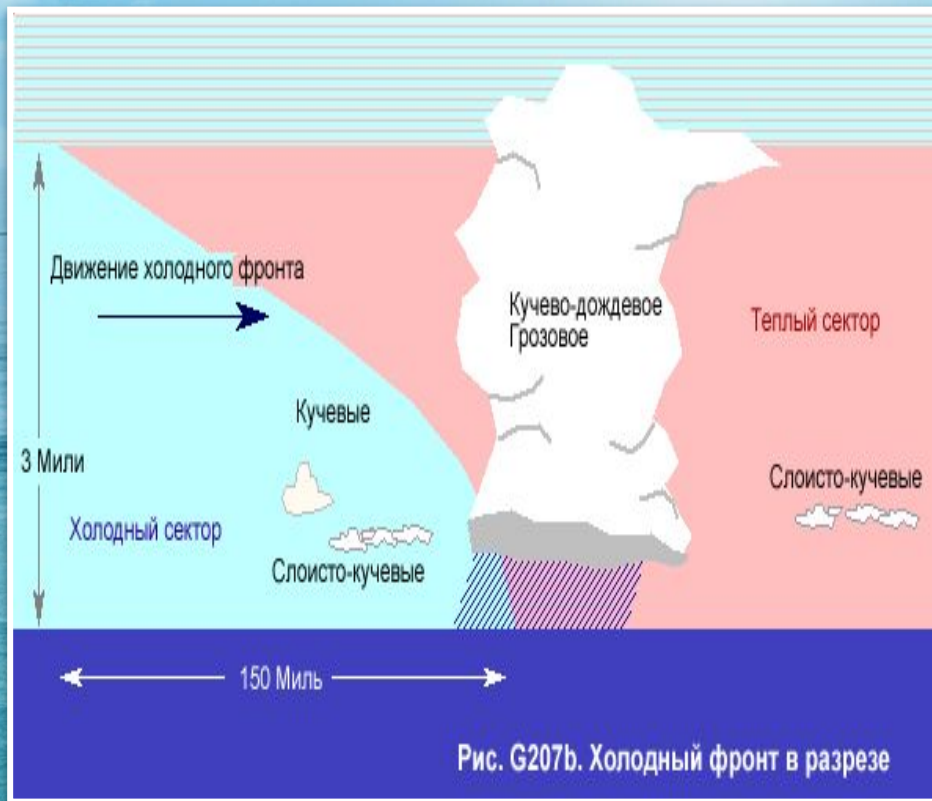 Движение холодного фронта
Кучево-дождевое
Грозовое
Теплый сектор
Кучевые
3 Мили
Слоисто-кучевые
Холодный сектор
Слоисто-кучевые
150 Миль
Рис. G207b. Холодный фронт в разрезе